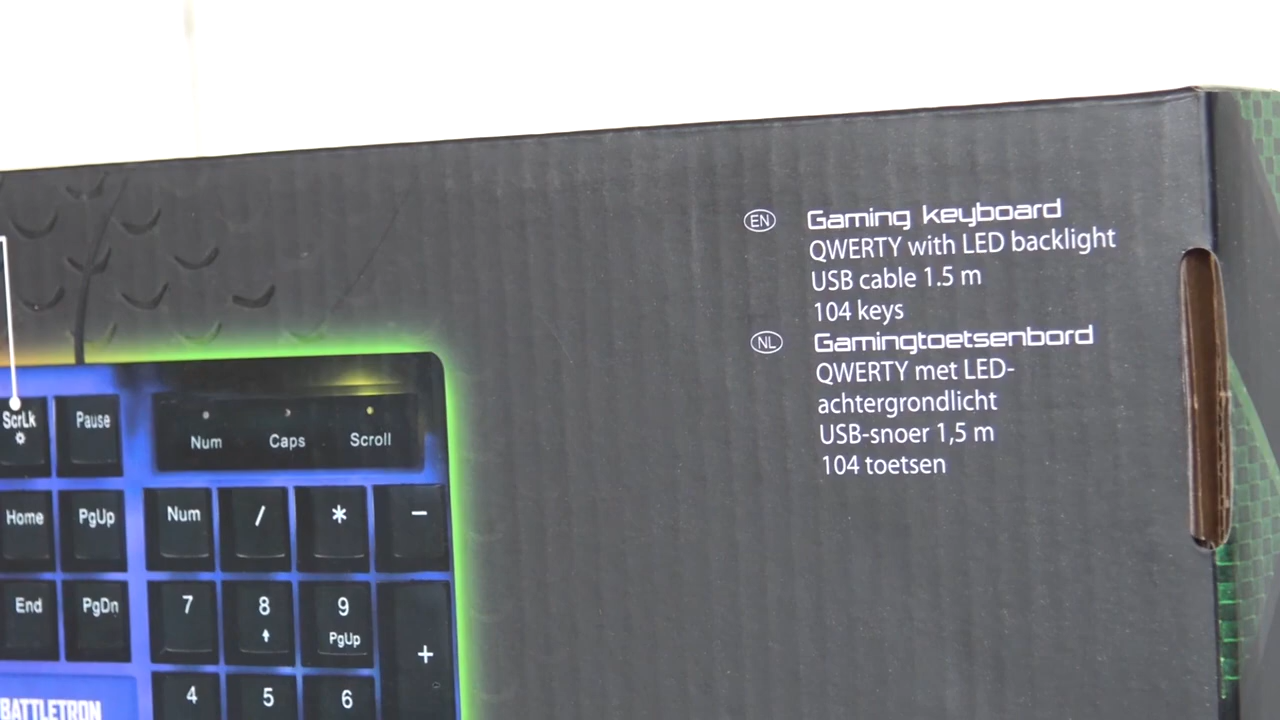 EN Gaming keyboard
QWERTY with LED backlight
USB cable 1.5 m
104 keys
NL Gamingtoetsenbord
QWERTY met LED-
achtergrondlicht
USB-snoer 1,5 m
104 toetsen
ScrLk Pause
Num Caps Scroll
Home PgUp Num / * -
End PgDn 7 8 9
PgUp +
BATTLETRON 4 5 6